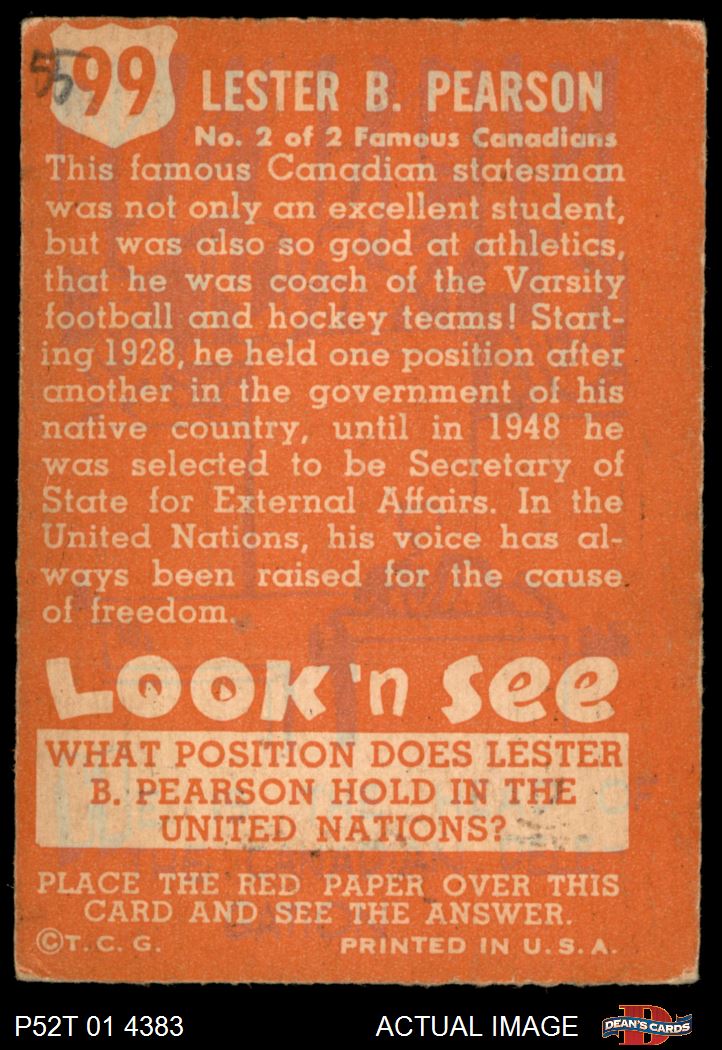 55
99
LESTER B. PEARSON
No. 2 of 2 Famous Canadians
This famous Canadian statesman
was not only an excellent student,
but was also so good at athletics,
that he was coach of the Varsity
football and hockey teams! Start-
ing 1928, he held one position after
another in the government of his
native country, until in 1948 he
was selected to be Secretary of
State for External Affairs. In the
United Nations, his voice has al-
ways been raised for the cause
of freedom.
LOOK 'n SEE
WHAT POSITION DOES LESTER
B. PEARSON HOLD IN THE
UNITED NATIONS?
PLACE THE RED PAPER OVER THIS
CARD AND SEE THE ANSWER.
©T.C.G. PRINTED IN U.S.A.
P52T 01 4383 ACTUAL IMAGE DEAN'S CARDS